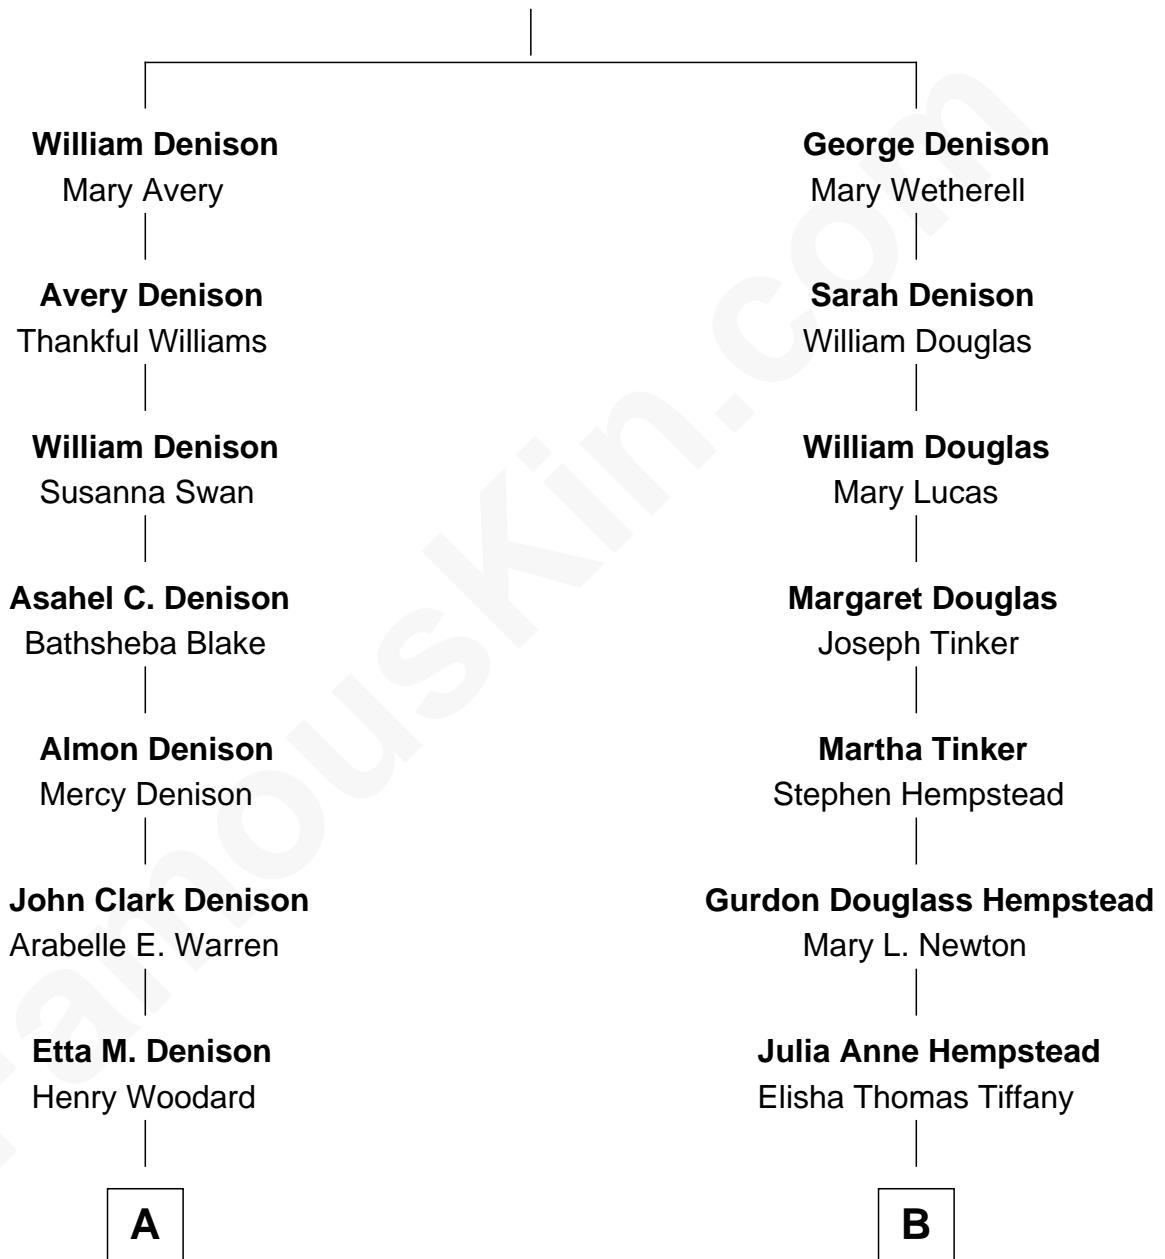 William Denison
Mary Avery
Avery Denison
Thankful Williams
William Denison
Susanna Swan
Asahel C. Denison
Bathsheba Blake
Almon Denison
Mercy Denison
John Clark Denison
Arabelle E. Warren
Etta M. Denison
Henry Woodard
A
George Denison
Mary Wetherell
Sarah Denison
William Douglas
William Douglas
Mary Lucas
Margaret Douglas
Joseph Tinker
Martha Tinker
Stephen Hempstead
Gurdon Douglass Hempstead
Mary L. Newton
Julia Anne Hempstead
Elisha Thomas Tiffany
B
FamousKin.com